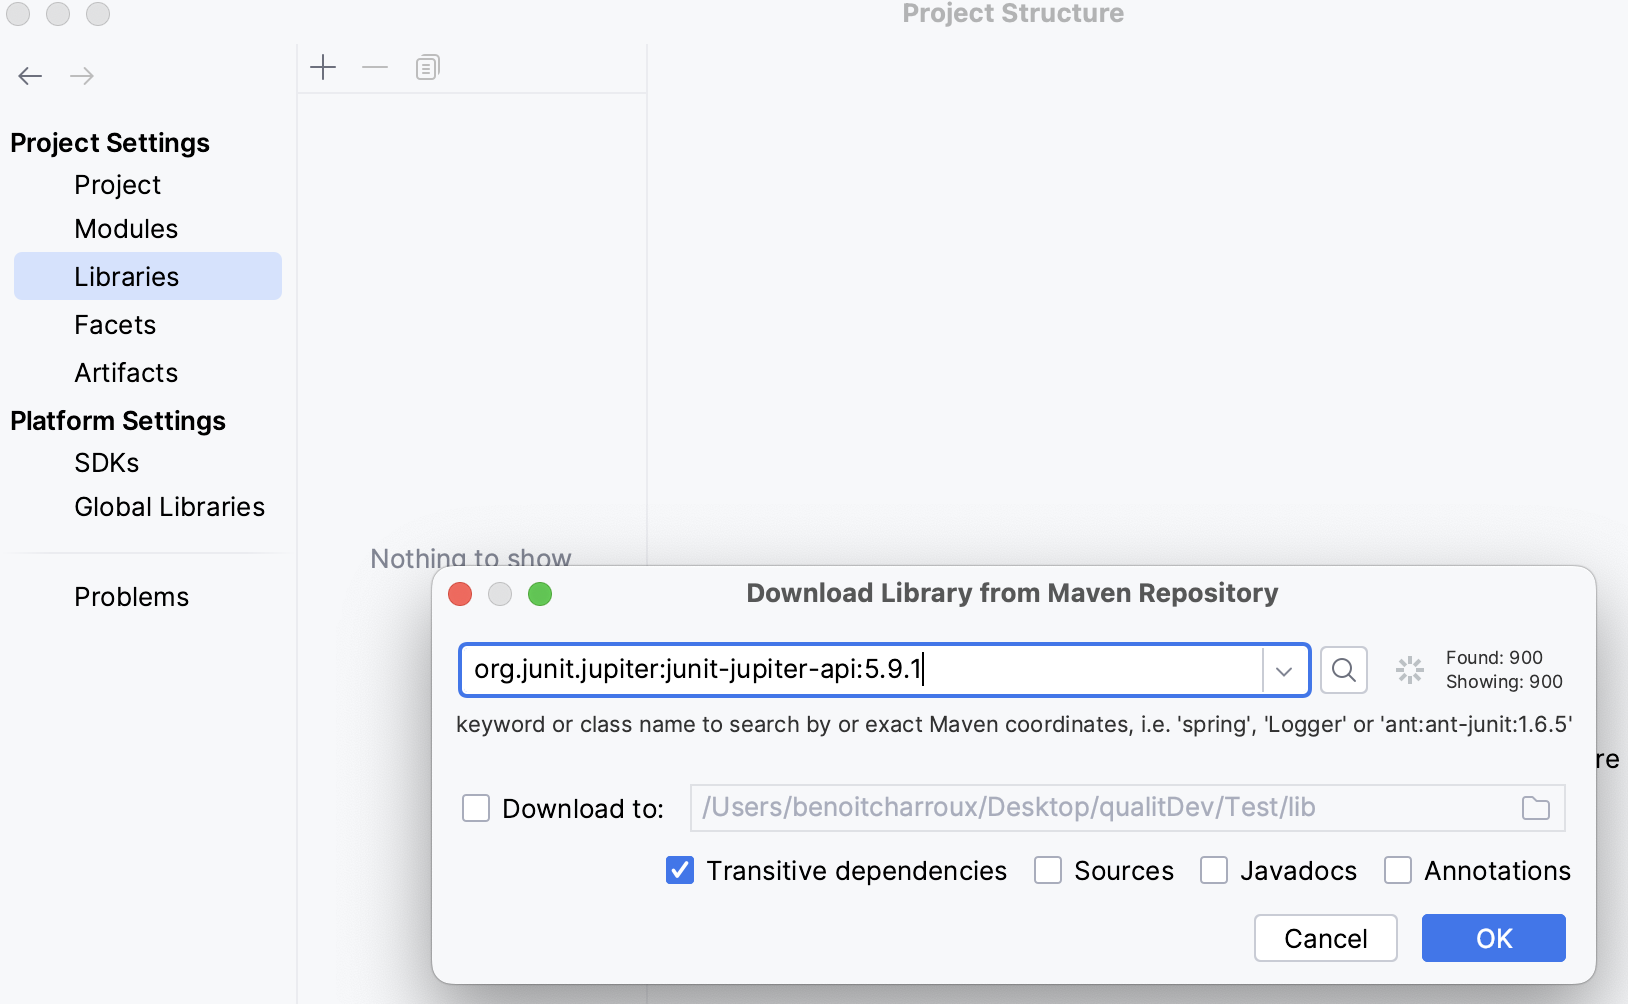 Project Structure
Project Settings
Project
Modules
Libraries
Facets
Artifacts
Platform Settings
SDKs
Global Libraries
Problems
Nothing to show
Download Library from Maven Repository
org.junit.jupiter:junit-jupiter-api:5.9.1
Found: 900
Showing: 900
keyword or class name to search by or exact Maven coordinates, i.e. 'spring', 'Logger' or 'ant:ant-junit:1.6.5'
re
Download to: /Users/benoitcharroux/Desktop/qualitDev/Test/lib
Transitive dependencies Sources Javadocs Annotations
Cancel OK